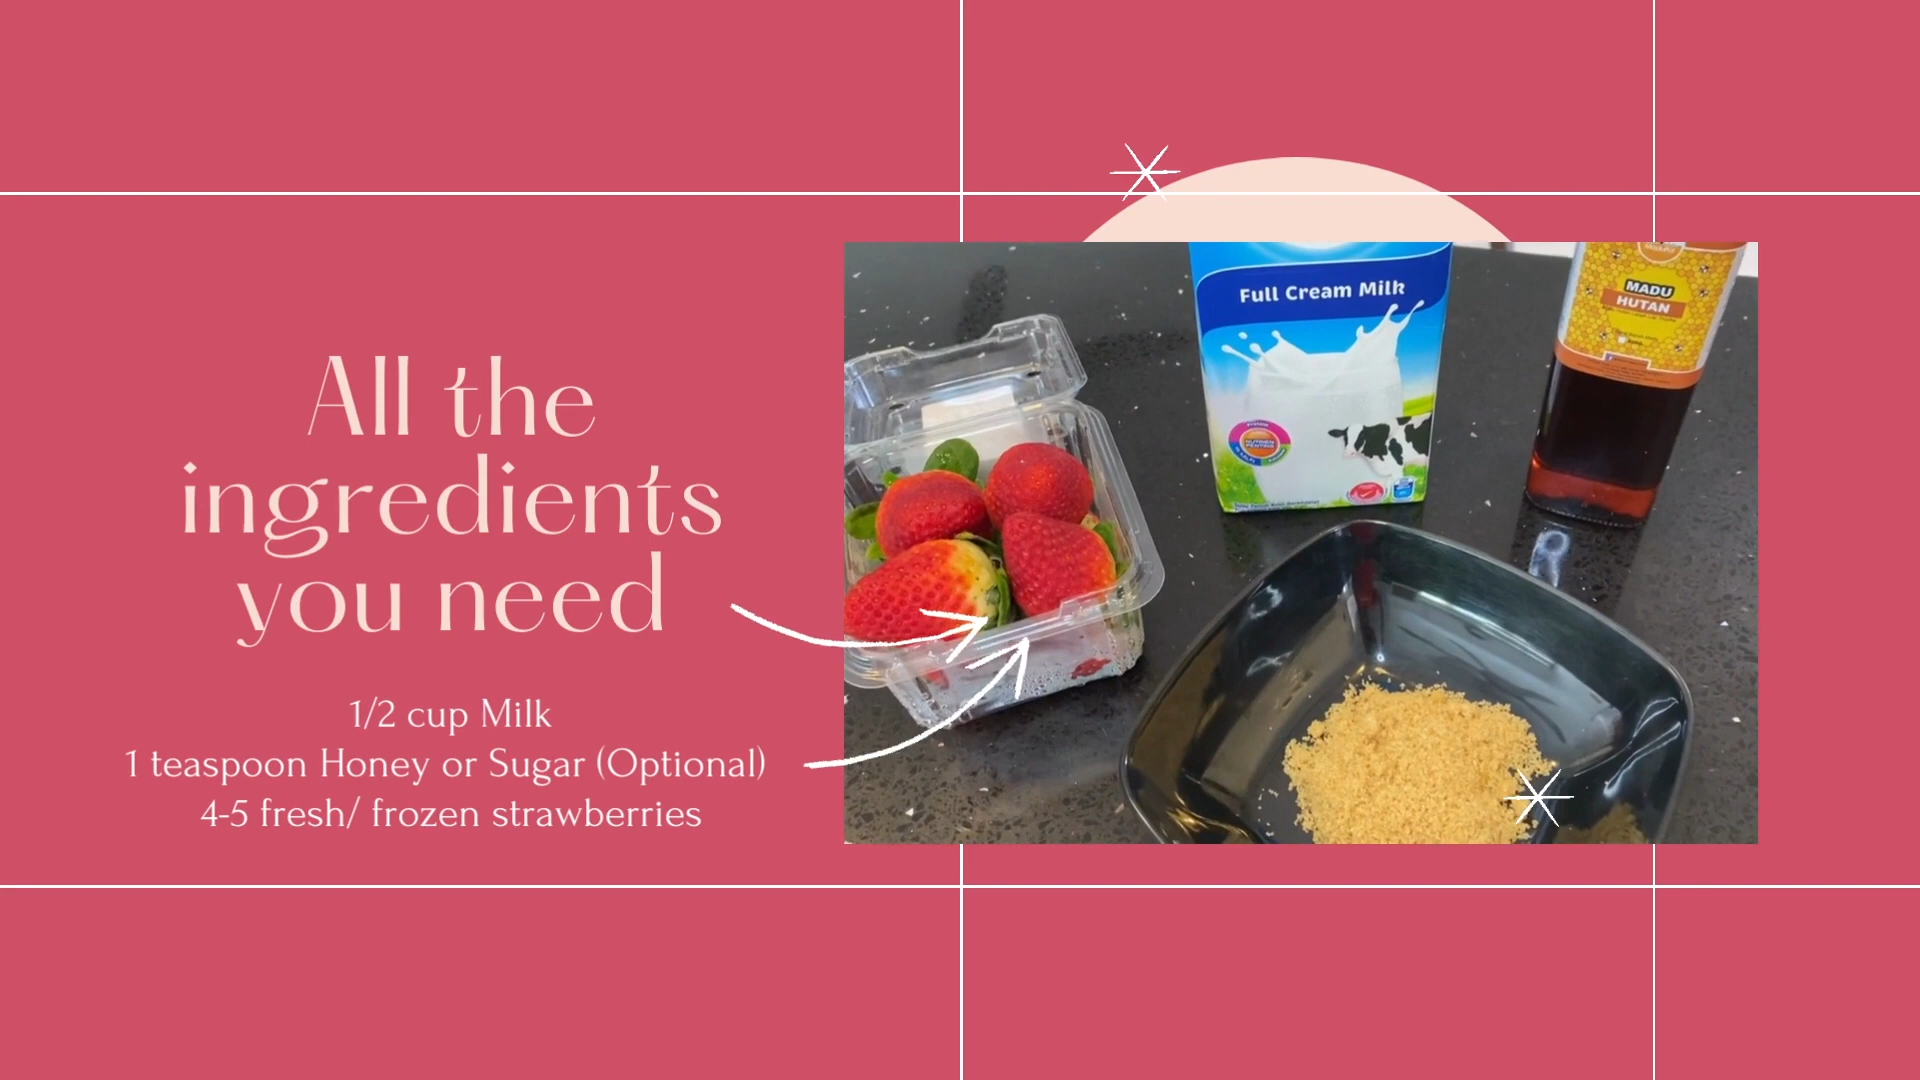 All the
ingredients
you need
1/2 cup Milk
1 teaspoon Honey or Sugar (Optional)
4-5 fresh/ frozen strawberries
Full Cream Milk
MADU
HUTAN